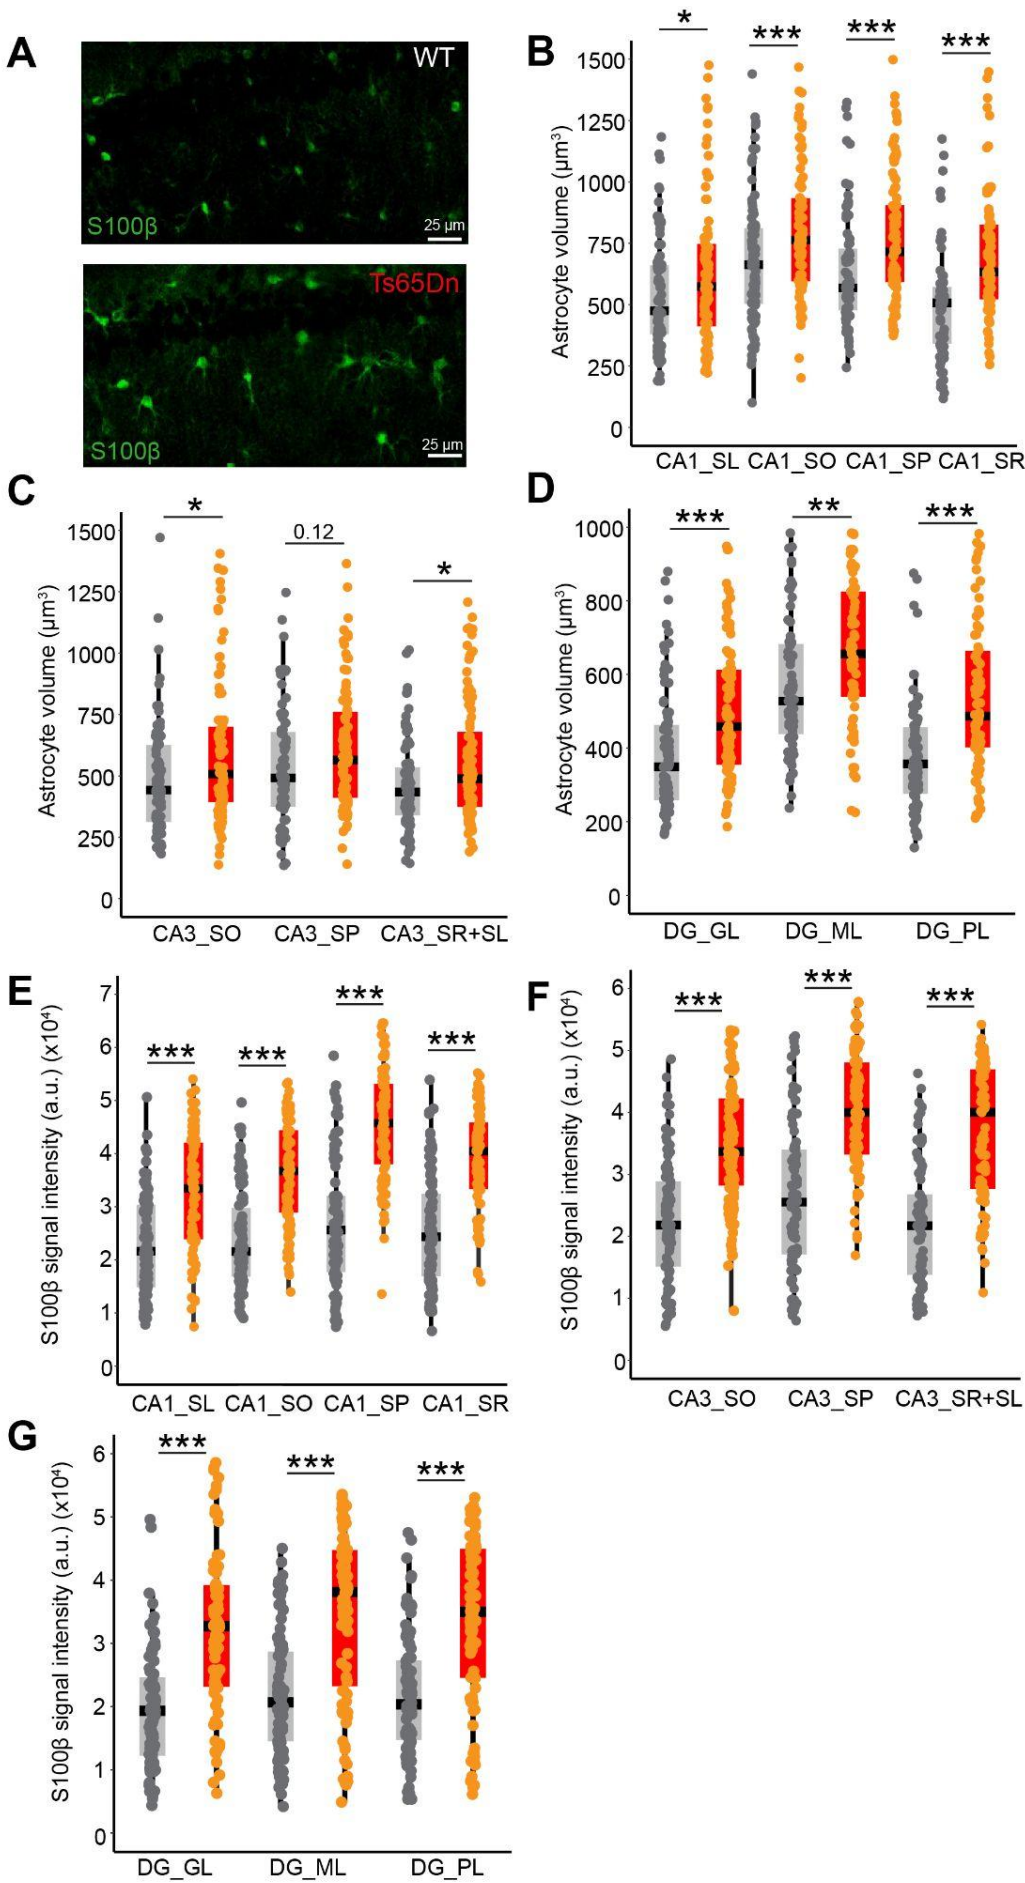 A
WT
S100β
25 µm
Ts65Dn
S100β
25 µm
B
Astrocyte volume (µm³)
1500
1250
1000
750
500
250
0
* *** *** ***
CA1_SL CA1_SO CA1_SP CA1_SR
C
Astrocyte volume (µm³)
1500
1250
1000
750
500
250
0
* 0.12 *
CA3_SO CA3_SP CA3_SR+SL
D
Astrocyte volume (µm³)
1000
800
600
400
200
0
*** ** ***
DG_GL DG_ML DG_PL
E
S100β signal intensity (a.u.) (x10⁴)
7
6
5
4
3
2
1
0
*** *** *** ***
CA1_SL CA1_SO CA1_SP CA1_SR
F
S100β signal intensity (a.u.) (x10⁴)
6
5
4
3
2
1
0
*** *** ***
CA3_SO CA3_SP CA3_SR+SL
G
S100β signal intensity (a.u.) (x10⁴)
6
5
4
3
2
1
0
*** *** ***
DG_GL DG_ML DG_PL